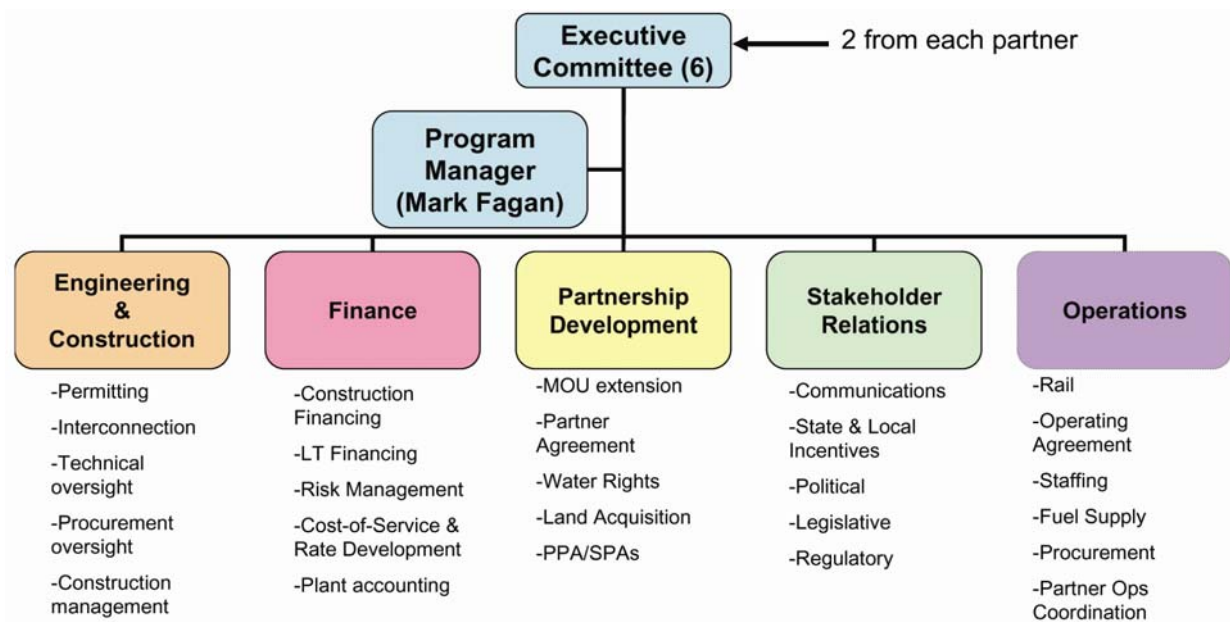 Executive
Committee (6)
2 from each partner
Program
Manager
(Mark Fagan)
Engineering
&
Construction
-Permitting
-Interconnection
-Technical
oversight
-Procurement
oversight
-Construction
management
Finance
-Construction
Financing
-LT Financing
-Risk Management
-Cost-of-Service &
Rate Development
-Plant accounting
Partnership
Development
-MOU extension
-Partner
Agreement
-Water Rights
-Land Acquisition
-PPA/SPAs
Stakeholder
Relations
-Communications
-State & Local
Incentives
-Political
-Legislative
-Regulatory
Operations
-Rail
-Operating
Agreement
-Staffing
-Fuel Supply
-Procurement
-Partner Ops
Coordination